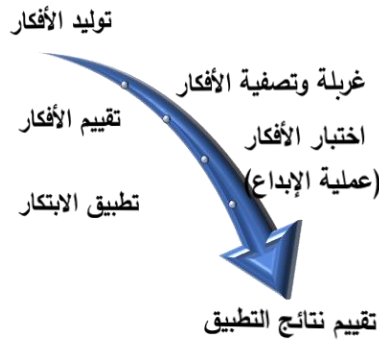 توليد الأفكار
غربلة وتصفية الأفكار
تقييم الأفكار
اختبار الأفكار
(عملية الإبداع)
تطبيق الابتكار
تقييم نتائج التطبيق